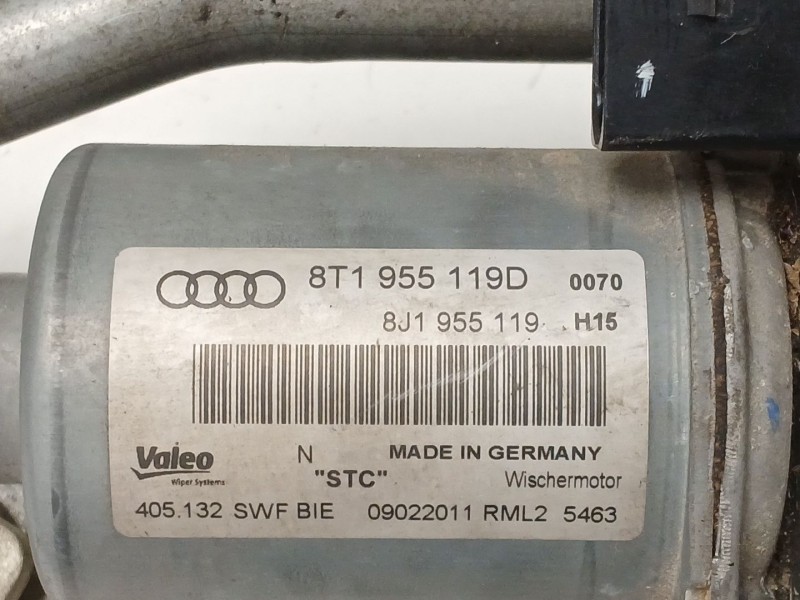 8T1 955 119D 0070
8J1 955 119 H15
Valeo N MADE IN GERMANY
Wiper Systems "STC" Wischermotor
405.132 SWF BIE 09022011 RML2 5463